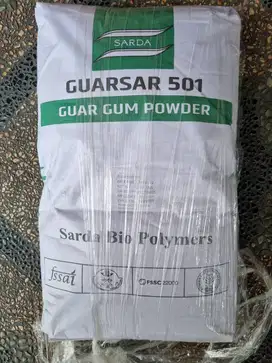 SARDA
GUARSAR 501
GUAR GUM POWDER
Sarda Bio Polymers
fssai
FSSC 22000